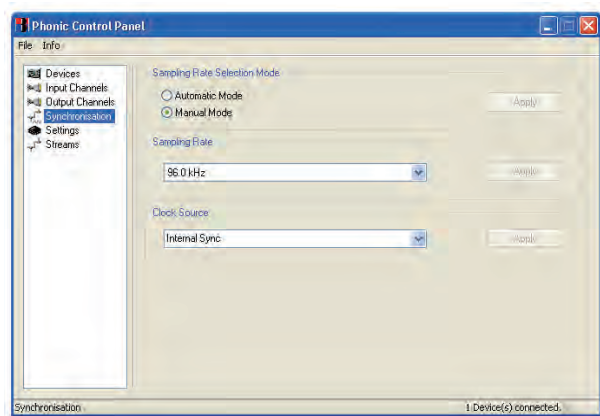 Phonic Control Panel
File Info
Devices
Input Channels
Output Channels
Synchronisation
Settings
Streams
Sampling Rate Selection Mode
Automatic Mode
Manual Mode
Apply
Sampling Rate
96.0 kHz
Apply
Clock Source
Internal Sync
Apply
Synchronisation
1 Device(s) connected.